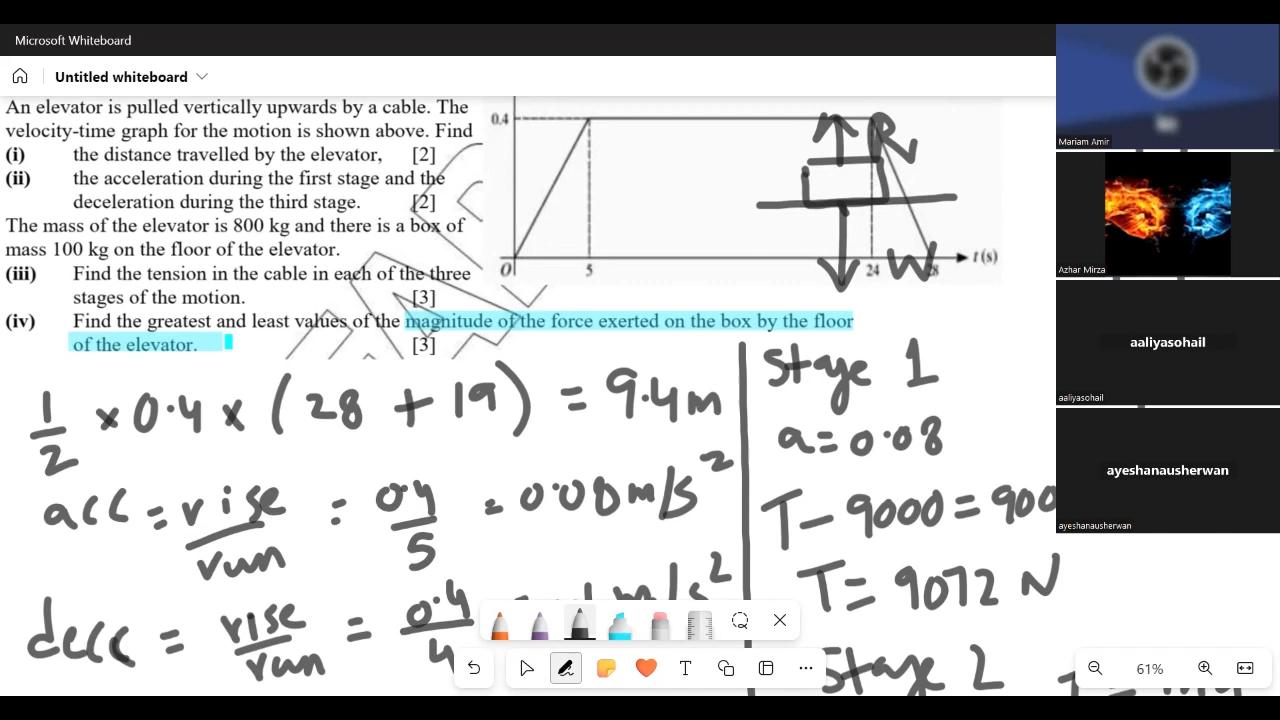 Microsoft Whiteboard
Untitled whiteboard
An elevator is pulled vertically upwards by a cable. The
velocity-time graph for the motion is shown above. Find
(i) the distance travelled by the elevator, [2]
(ii) the acceleration during the first stage and the
deceleration during the third stage. [2]
The mass of the elevator is 800 kg and there is a box of
mass 100 kg on the floor of the elevator.
(iii) Find the tension in the cable in each of the three
stages of the motion. [3]
(iv) Find the greatest and least values of the magnitude of the force exerted on the box by the floor
of the elevator. [3]
0.4
R
W
O 5 24 28 t (s)
1/2 × 0.4 × (28 + 19) = 9.4m
acc = rise/run = 0.4/5 = 0.08 m/s²
decc = rise/run = 0.4/4 m/s²
Stage 1
a = 0.08
T - 9000 = 900
T = 9072 N
Stage 2
Mariam Amir
Azhar Mirza
aaliyasohail
aaliyasohail
ayeshanausherwan
ayeshanausherwan
61%